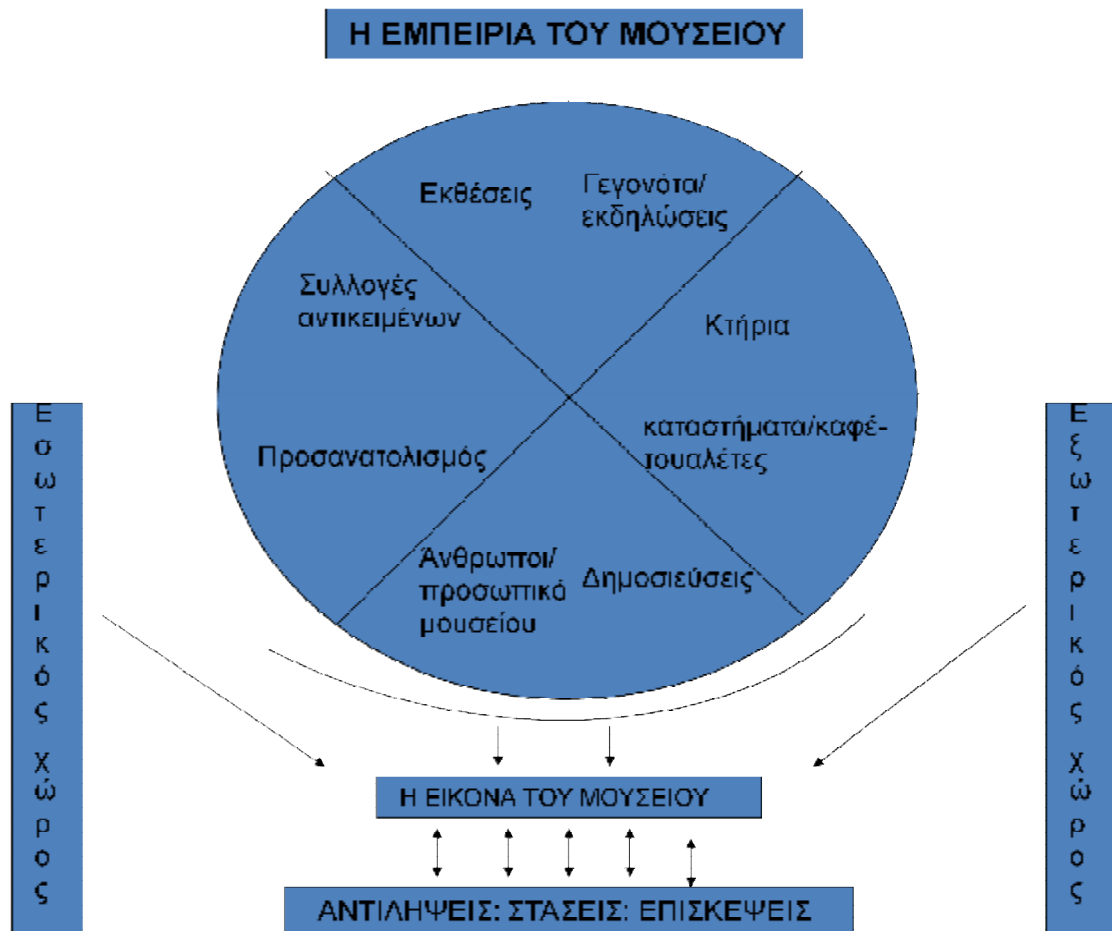 Η ΕΜΠΕΙΡΙΑ ΤΟΥ ΜΟΥΣΕΙΟΥ
Εκθέσεις
Γεγονότα/
εκδηλώσεις
Συλλογές
αντικειμένων
Κτήρια
Προσανατολισμός
καταστήματα/καφέ-
τουαλέτες
Άνθρωποι/
προσωπικό
μουσείου
Δημοσιεύσεις
Εσωτερικός χώρος
Εξωτερικός χώρος
Η ΕΙΚΟΝΑ ΤΟΥ ΜΟΥΣΕΙΟΥ
ΑΝΤΙΛΗΨΕΙΣ: ΣΤΑΣΕΙΣ: ΕΠΙΣΚΕΨΕΙΣ